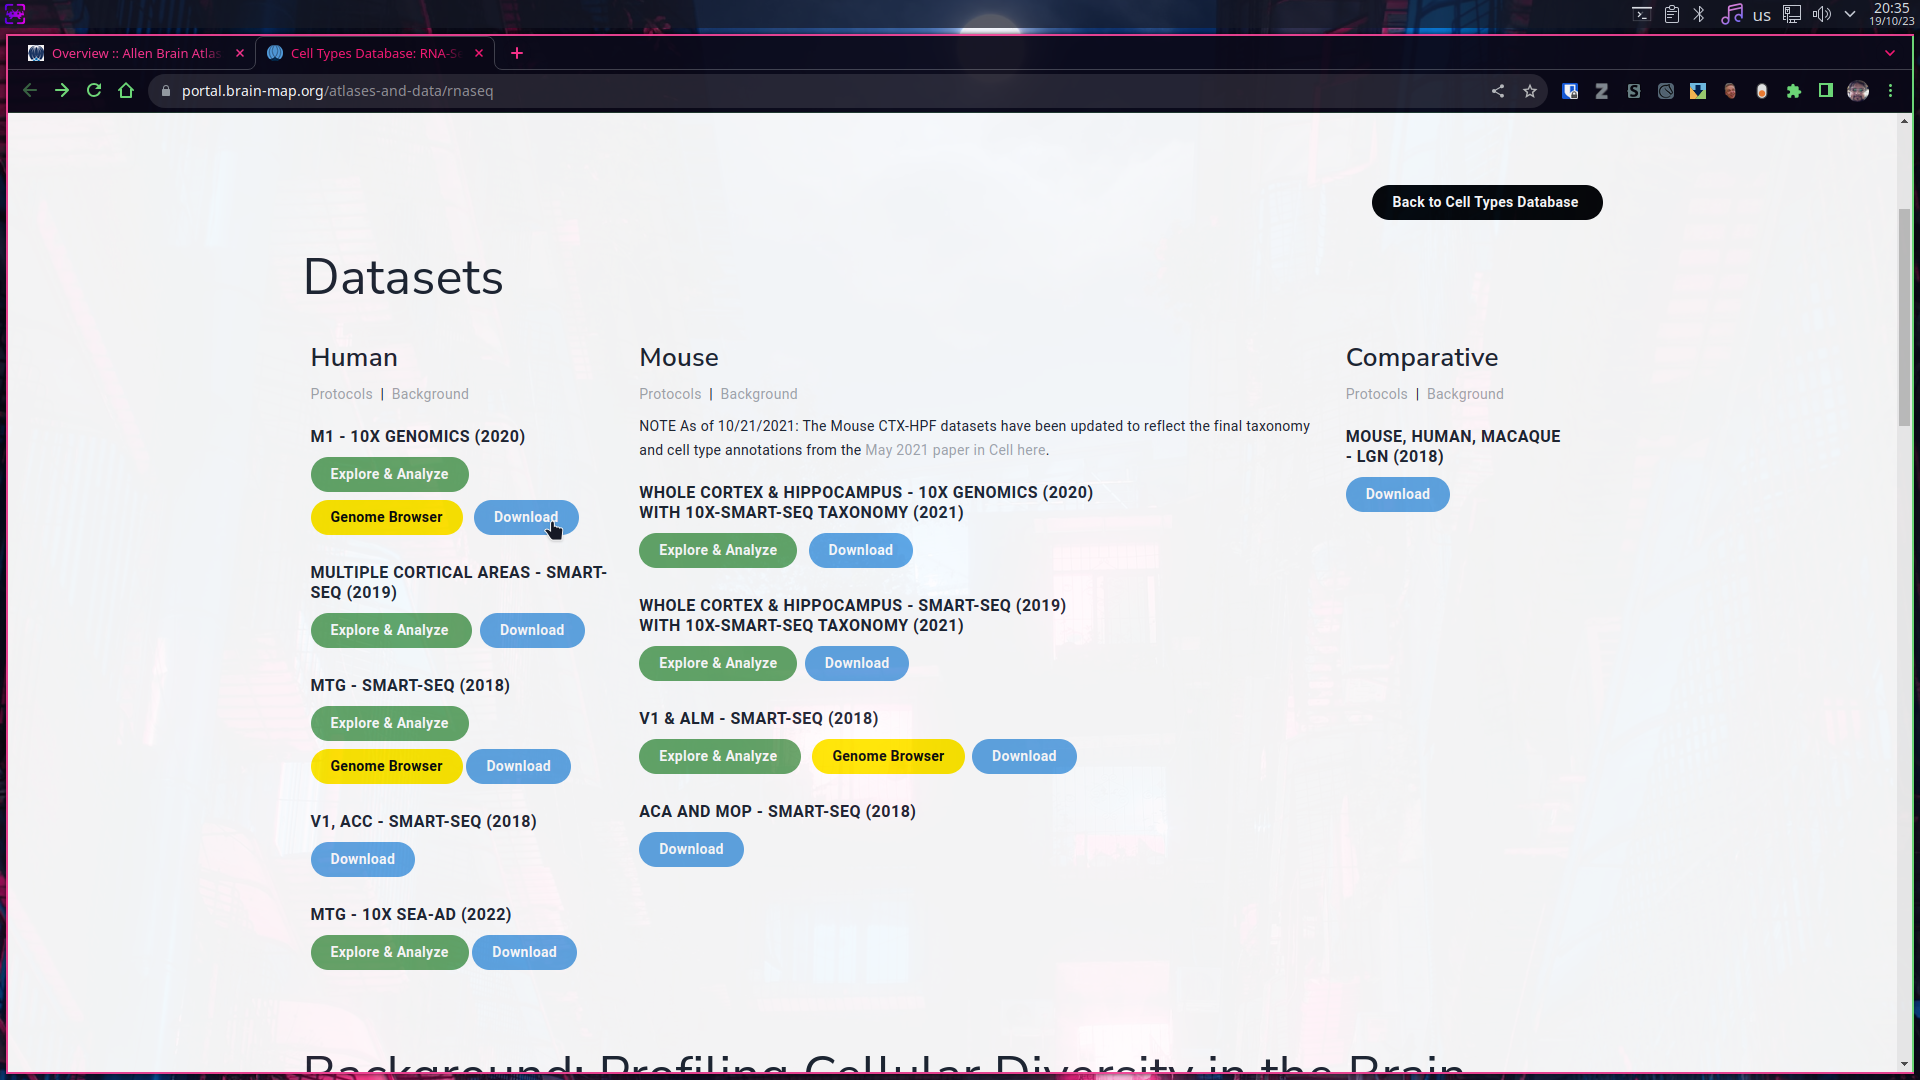 us
20:35
19/10/23
Overview :: Allen Brain Atlas
Cell Types Database: RNA-Se
portal.brain-map.org/atlases-and-data/rnaseq
Back to Cell Types Database
Datasets
Human
Protocols | Background
M1 - 10X GENOMICS (2020)
Explore & Analyze
Genome Browser Download
MULTIPLE CORTICAL AREAS - SMART-
SEQ (2019)
Explore & Analyze Download
MTG - SMART-SEQ (2018)
Explore & Analyze
Genome Browser Download
V1, ACC - SMART-SEQ (2018)
Download
MTG - 10X SEA-AD (2022)
Explore & Analyze Download
Mouse
Protocols | Background
NOTE As of 10/21/2021: The Mouse CTX-HPF datasets have been updated to reflect the final taxonomy
and cell type annotations from the May 2021 paper in Cell here.
WHOLE CORTEX & HIPPOCAMPUS - 10X GENOMICS (2020)
WITH 10X-SMART-SEQ TAXONOMY (2021)
Explore & Analyze Download
WHOLE CORTEX & HIPPOCAMPUS - SMART-SEQ (2019)
WITH 10X-SMART-SEQ TAXONOMY (2021)
Explore & Analyze Download
V1 & ALM - SMART-SEQ (2018)
Explore & Analyze Genome Browser Download
ACA AND MOP - SMART-SEQ (2018)
Download
Comparative
Protocols | Background
MOUSE, HUMAN, MACAQUE
- LGN (2018)
Download
Background: Profiling Cellular Diversity in the Brain